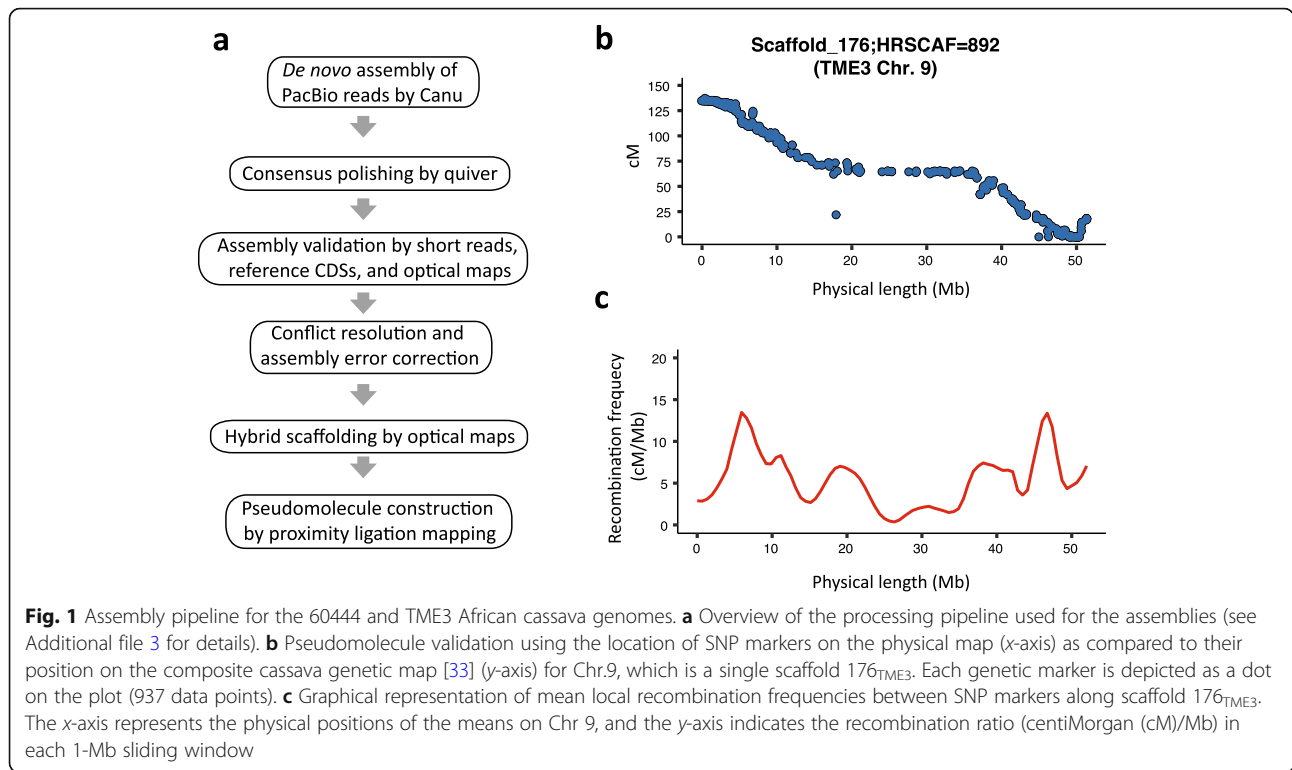 a
De novo assembly of
PacBio reads by Canu
Consensus polishing by quiver
Assembly validation by short reads,
reference CDSs, and optical maps
Conflict resolution and
assembly error correction
Hybrid scaffolding by optical maps
Pseudomolecule construction
by proximity ligation mapping
b
Scaffold_176;HRSCAF=892
(TME3 Chr. 9)
cM
150
125
100
75
50
25
0
0 10 20 30 40 50
Physical length (Mb)
c
Recombination frequecy
(cM/Mb)
20
15
10
5
0
0 10 20 30 40 50
Physical length (Mb)
Fig. 1 Assembly pipeline for the 60444 and TME3 African cassava genomes. a Overview of the processing pipeline used for the assemblies (see
Additional file 3 for details). b Pseudomolecule validation using the location of SNP markers on the physical map (x-axis) as compared to their
position on the composite cassava genetic map [33] (y-axis) for Chr.9, which is a single scaffold 176TME3. Each genetic marker is depicted as a dot
on the plot (937 data points). c Graphical representation of mean local recombination frequencies between SNP markers along scaffold 176TME3.
The x-axis represents the physical positions of the means on Chr 9, and the y-axis indicates the recombination ratio (centiMorgan (cM)/Mb) in
each 1-Mb sliding window